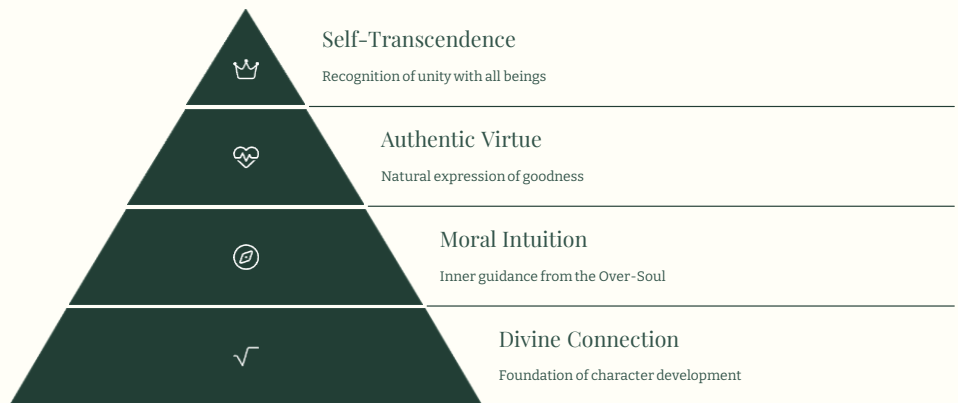 Self-Transcendence
Recognition of unity with all beings
Authentic Virtue
Natural expression of goodness
Moral Intuition
Inner guidance from the Over-Soul
Divine Connection
Foundation of character development